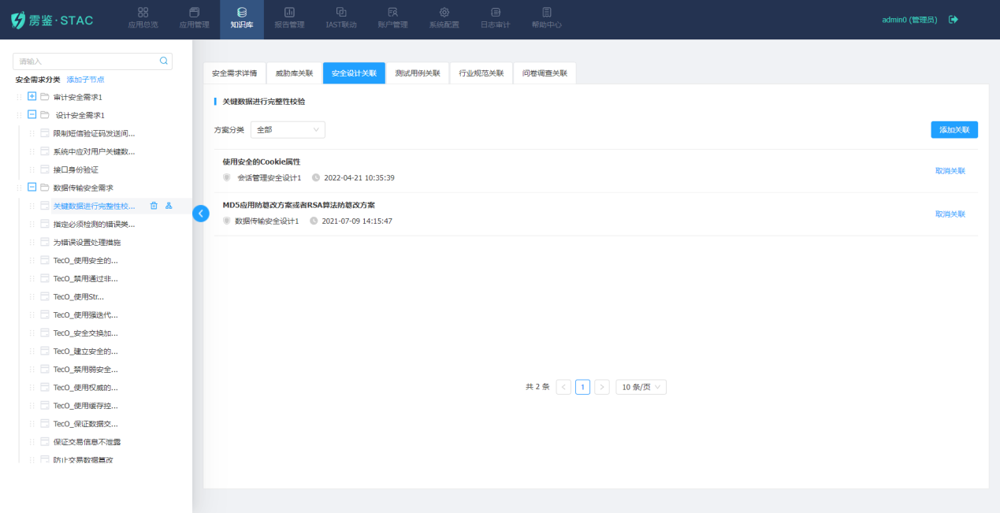 雳鉴·STAC
应用总览
应用管理
知识库
报告管理
IAST联动
账户管理
系统配置
日志审计
帮助中心
admin0 (管理员)
请输入
安全需求分类 添加子节点
审计安全需求1
设计安全需求1
限制短信验证码发送间...
系统中应对用户关键数...
接口身份验证
数据传输安全需求
关键数据进行完整性校...
指定必须检测的错误类...
为错误设置处理措施
TecO_使用安全的...
TecO_禁用通过非...
TecO_使用Str...
TecO_使用强迭代...
TecO_安全交换加...
TecO_建立安全的...
TecO_禁用弱安全...
TecO_使用权威的...
TecO_使用缓存控...
TecO_保证数据交...
保证交易信息不泄露
防止交易数据篡改
安全需求详情 威胁库关联 安全设计关联 测试用例关联 行业规范关联 问卷调查关联
关键数据进行完整性校验
方案分类 全部 添加关联
使用安全的Cookie属性
会话管理安全设计1 2022-04-21 10:35:39
取消关联
MD5应用防篡改方案或者RSA算法防篡改方案
数据传输安全设计1 2021-07-09 14:15:47
取消关联
共 2 条 < 1 > 10 条/页